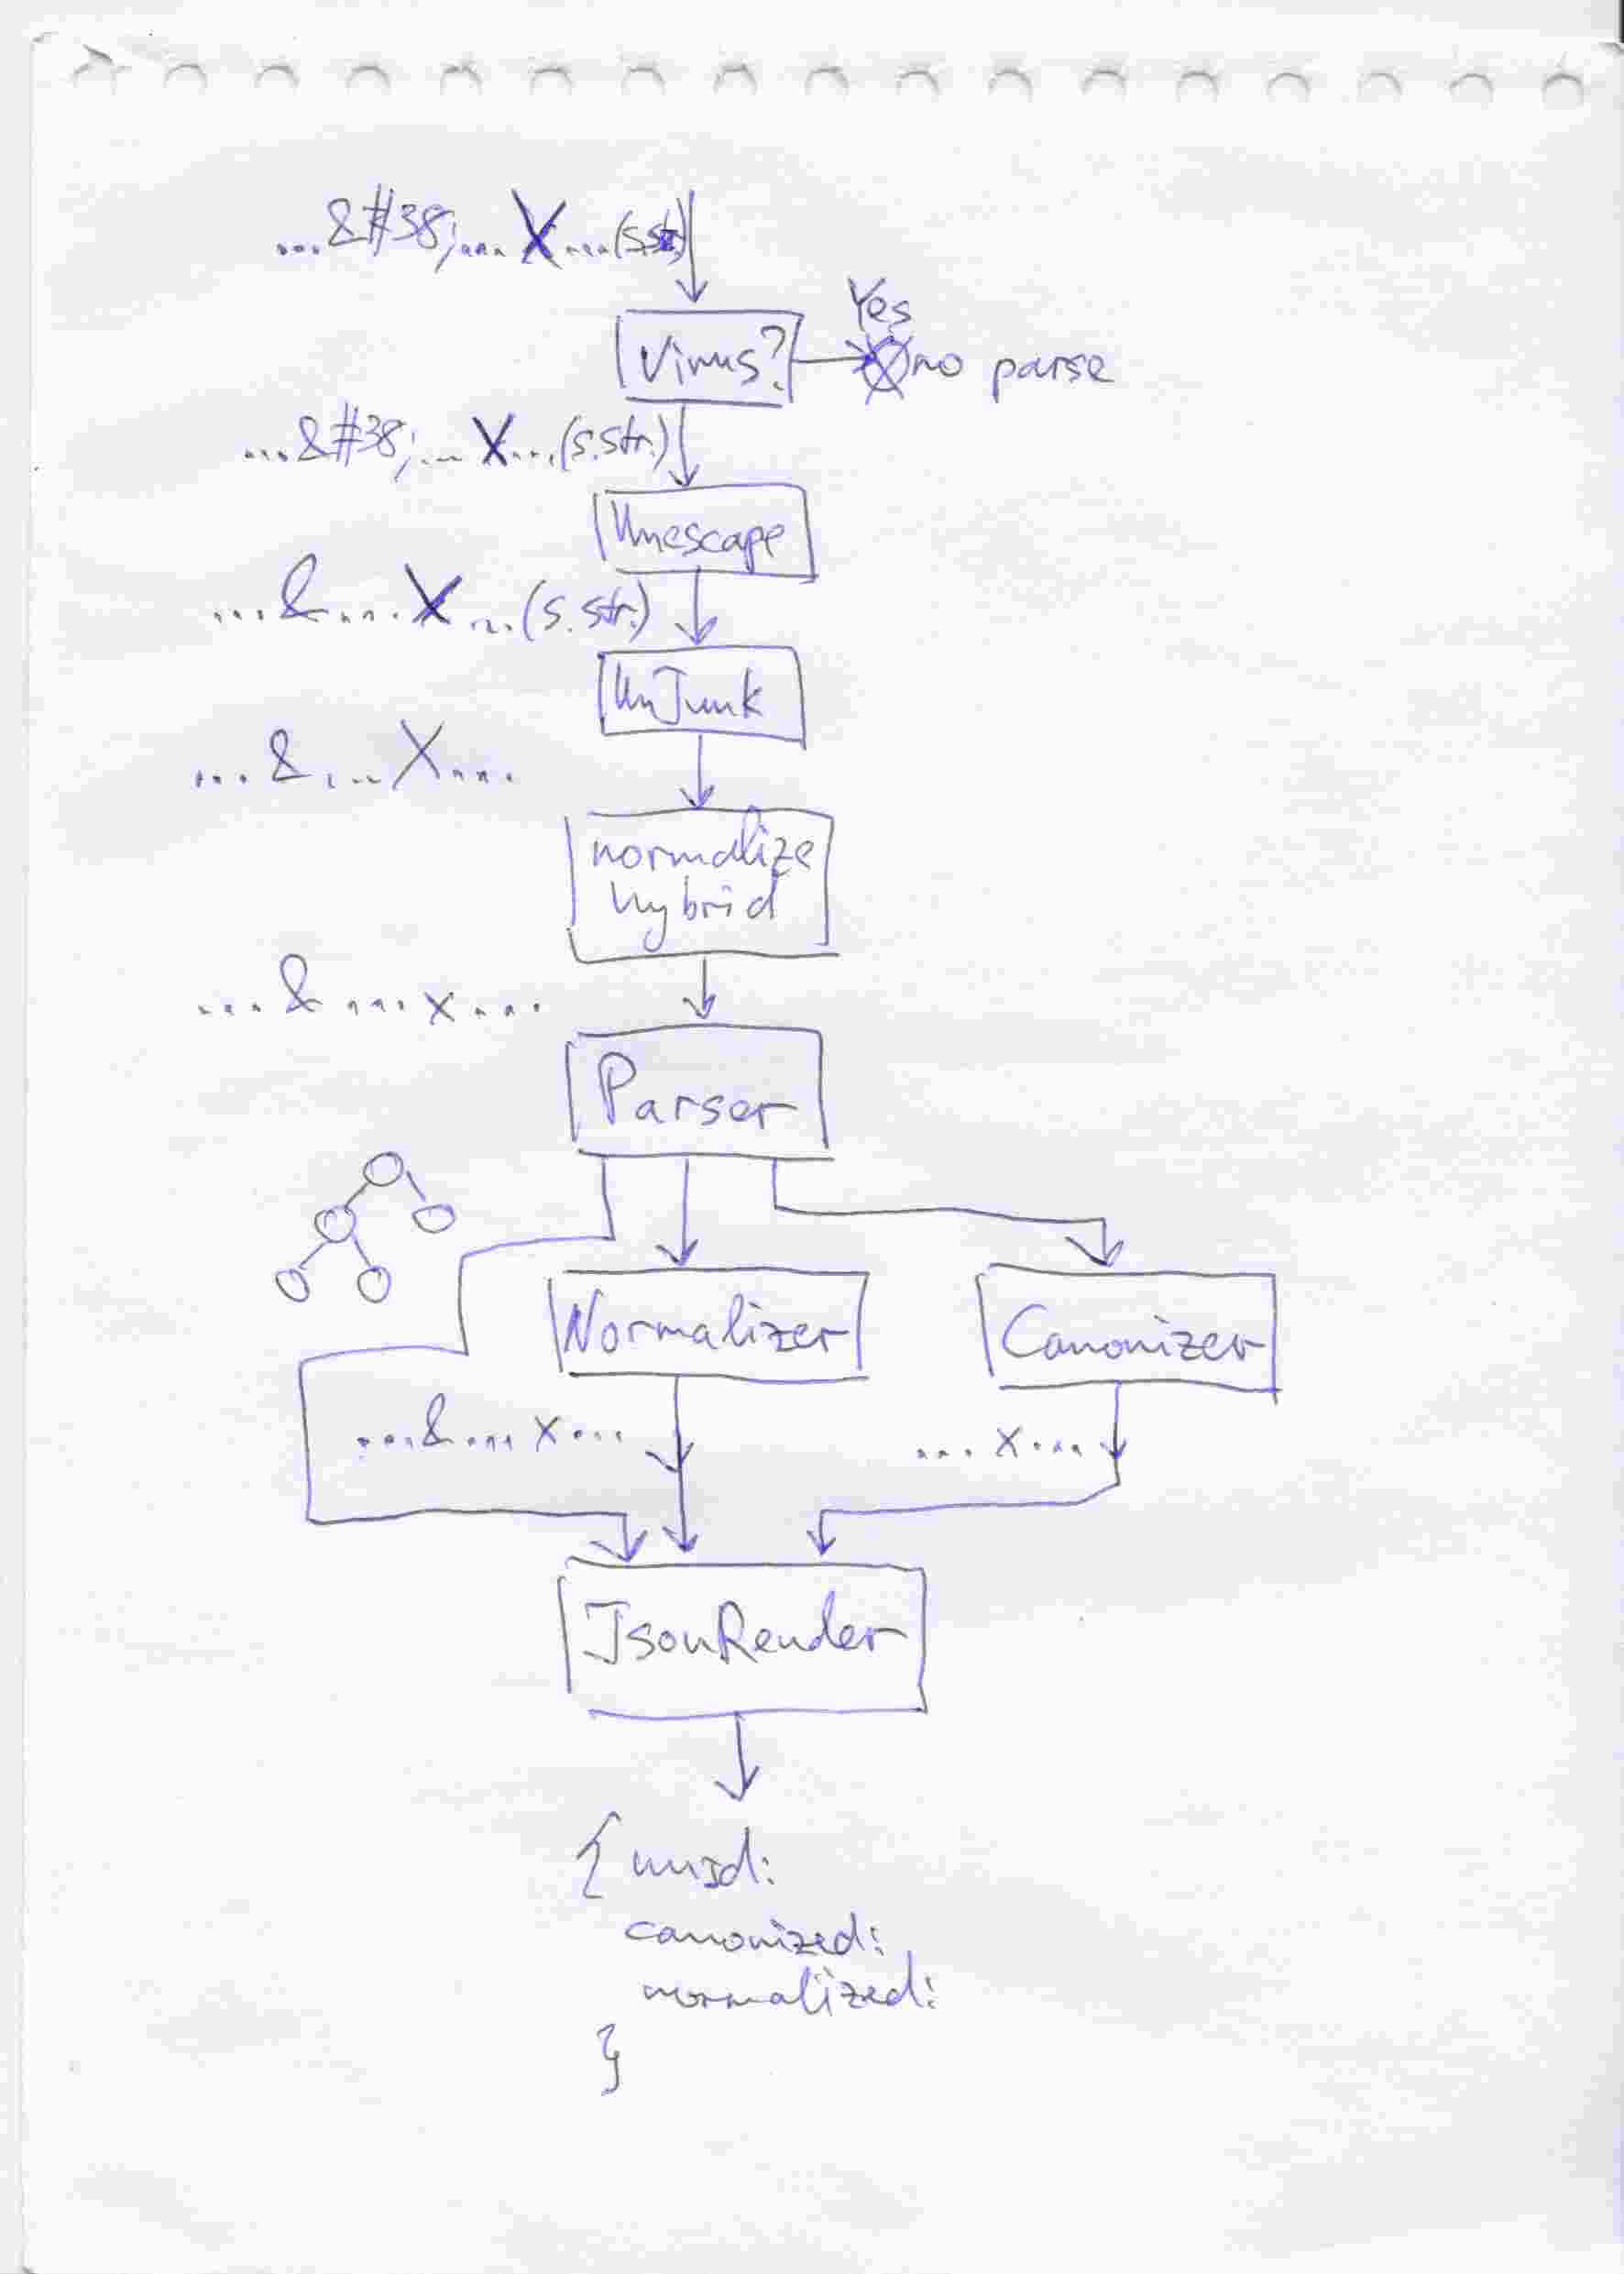 ...&#38;... X ...(s.str.)
Yes
Virus?
no parse
...&#38;... X ...(s.str.)
Unescape
...&...X...(s.str.)
UnJunk
...&...X...
normalize
hybrid
...&...x...
Parser
Normalizer
Canonizer
...&...x...
...x...
JsonRender
{
canonized:
normalized:
}